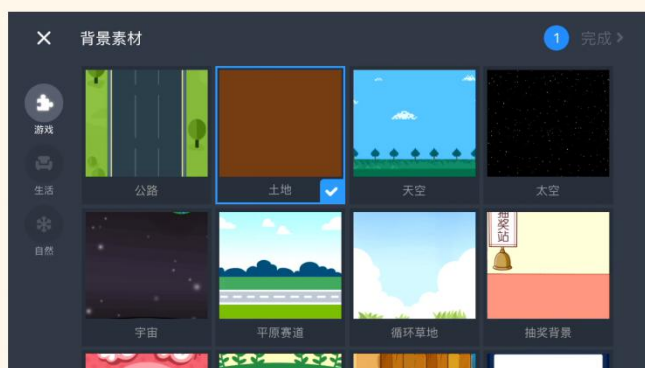 背景素材
1 完成
游戏
生活
自然
公路 土地 天空 太空
抽奖站
宇宙 平原赛道 循环草地 抽奖背景